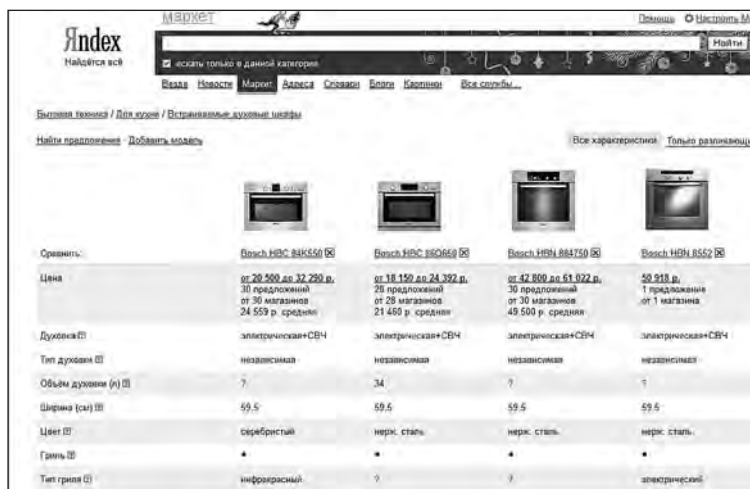 маркет
Помощь Настроить М
Яndex
Найдётся всё
Найти
искать только в данной категории
Везде Новости Маркет Адреса Словари Блоги Картинки Все службы...
Бытовая техника / Для кухни / Встраиваемые духовые шкафы
Найти предложения · Добавить модель
Все характеристики Только различающи
Сравнить: Bosch HBC 84K550 Bosch HBC 86Q650 Bosch HBN 884750 Bosch HBN 8552
Цена от 20 500 до 32 290 р. от 18 150 до 24 392 р. от 42 800 до 51 022 р. 50 918 р.
30 предложений 28 предложений 30 предложений 1 предложение
от 30 магазинов от 28 магазинов от 30 магазинов от 1 магазина
24 559 р. средняя 21 460 р. средняя 49 500 р. средняя
Духовка электрическая+СВЧ электрическая+СВЧ электрическая+СВЧ электрическая+СВЧ
Тип духовки независимая независимая независимая независимая
Объём духовки (л) ? 34 ? ?
Ширина (см) 59.5 59.5 59.5 59.5
Цвет серебристый нерж. сталь нерж. сталь нерж. сталь
Гриль • • • •
Тип гриля инфракрасный ? ? электрический